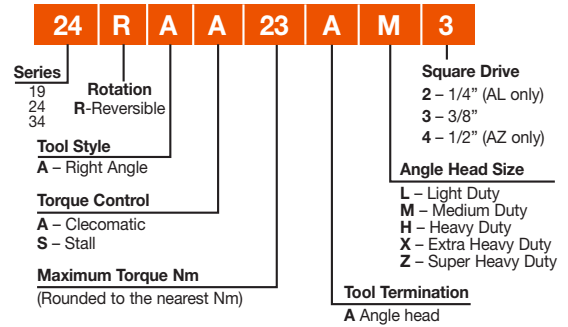 24 R A A 23 A M 3
Series
19
24
34
Rotation
R-Reversible
Tool Style
A – Right Angle
Torque Control
A – Clecomatic
S – Stall
Maximum Torque Nm
(Rounded to the nearest Nm)
Square Drive
2 – 1/4” (AL only)
3 – 3/8”
4 – 1/2” (AZ only)
Angle Head Size
L – Light Duty
M – Medium Duty
H – Heavy Duty
X – Extra Heavy Duty
Z – Super Heavy Duty
Tool Termination
A Angle head